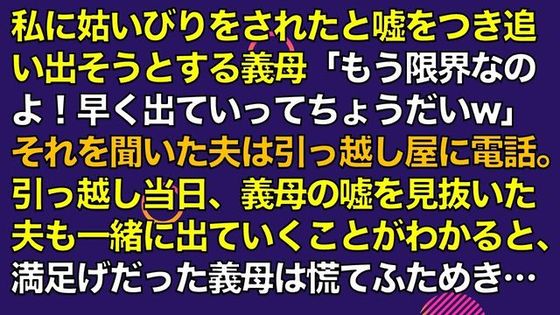 私に姑いびりをされたと嘘をつき追
い出そうとする義母「もう限界なの
よ！早く出ていってちょうだいw」
それを聞いた夫は引っ越し屋に電話。
引っ越し当日、義母の嘘を見抜いた
夫も一緒に出ていくことがわかると、
満足げだった義母は慌てふためき…